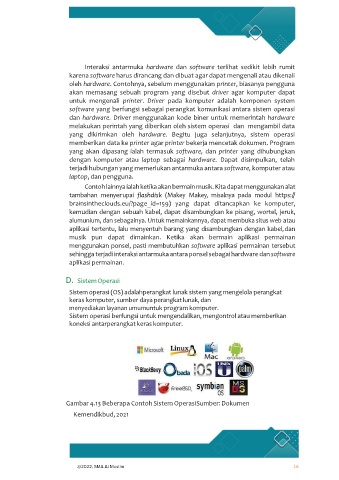 Interaksi antarmuka hardware dan software terlihat sedikit lebih rumit
karena software harus dirancang dan dibuat agar dapat mengenali atau dikenali
oleh hardware. Contohnya, sebelum menggunakan printer, biasanya pengguna
akan memasang sebuah program yang disebut driver agar komputer dapat
untuk mengenali printer. Driver pada komputer adalah komponen system
software yang berfungsi sebagai perangkat komunikasi antara sistem operasi
dan hardware. Driver menggunakan kode biner untuk memerintah hardware
melakukan perintah yang diberikan oleh sistem operasi dan mengambil data
yang dikirimkan oleh hardware. Begitu juga selanjutnya, sistem operasi
memberikan data ke printer agar printer bekerja mencetak dokumen. Program
yang akan dipasang ialah termasuk software, dan printer yang dihubungkan
dengan komputer atau laptop sebagai hardware. Dapat disimpulkan, telah
terjadi hubungan yang memerlukan antarmuka antara software, komputer atau
laptop, dan pengguna.
Contoh lainnya ialah ketika akan bermain musik. Kita dapat menggunakan alat
tambahan menyerupai flashdisk (Makey Makey, misalnya pada modul https://
brainsintheclouds.eu/?page_id=159) yang dapat ditancapkan ke komputer,
kemudian dengan sebuah kabel, dapat disambungkan ke pisang, wortel, jeruk,
alumunium, dan sebagainya. Untuk memainkannya, dapat membuka situs web atau
aplikasi tertentu, lalu menyentuh barang yang disambungkan dengan kabel, dan
musik pun dapat dimainkan. Ketika akan bermain aplikasi permainan
menggunakan ponsel, pasti membutuhkan software aplikasi permainan tersebut
sehingga terjadi interaksi antarmuka antara ponsel sebagai hardware dan software
aplikasi permainan.
D. Sistem Operasi
Sistem operasi (OS) adalahperangkat lunak sistem yang mengelola perangkat
keras komputer, sumber daya perangkat lunak, dan
menyediakan layanan umumuntuk program komputer.
Sistem operasi berfungsi untuk mengendalikan, mengontrol atau memberikan
koneksi antarperangkat keras komputer.
Microsoft Linux Mac android
BlackBerry bada iOS palm
FreeBSD symbian OS MS DOS
Gambar 4.13 Beberapa Contoh Sistem OperasiSumber: Dokumen
Kemendikbud, 2021